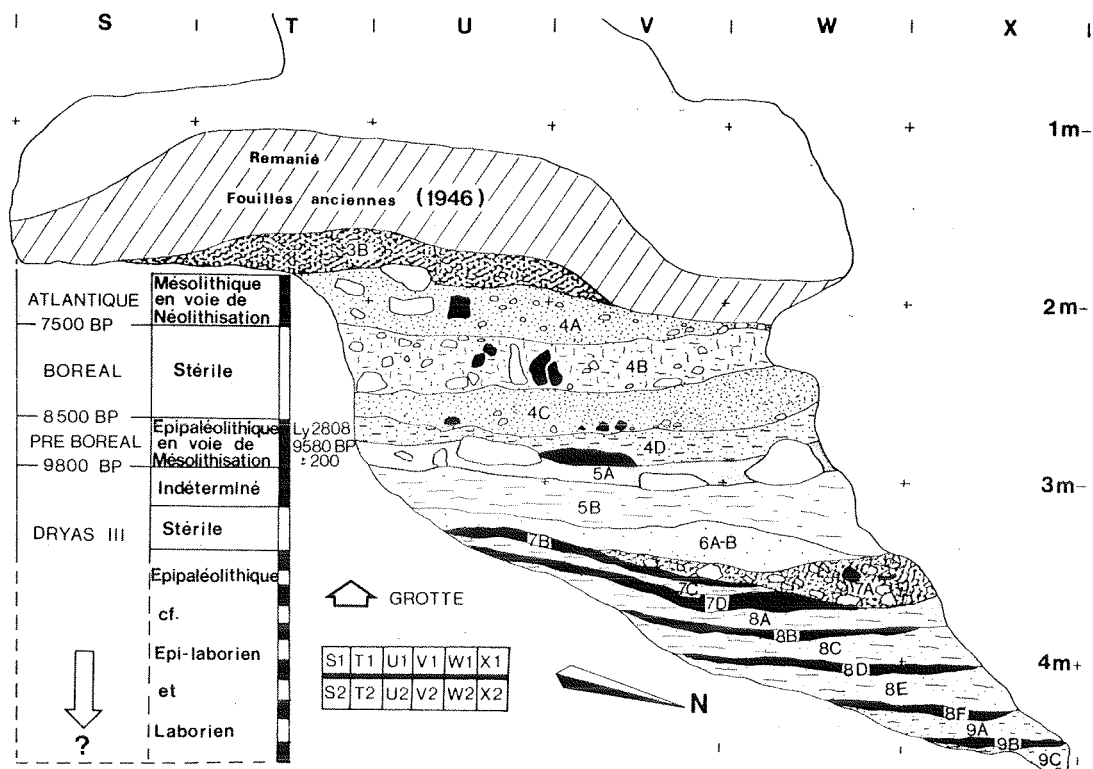 S T U V W X
1m
Remanié
Fouilles anciennes (1946)
3B
ATLANTIQUE
7500 BP
Mésolithique
en voie de
Néolithisation
2m
4A
BOREAL
Stérile
4B
8500 BP
4C
PRE BOREAL
9800 BP
Epipaléolithique
en voie de
Mésolithisation
Ly 2808
9580 BP
± 200
4D
5A
Indéterminé
3m
5B
DRYAS III
Stérile
6A-B
7B
7A
7C
7D
Epipaléolithique
cf.
Epi-laborien
et
Laborien
?
GROTTE
8A
8B
8C
4m
8D
8E
8F
9A
9B
9C
S1 T1 U1 V1 W1 X1
S2 T2 U2 V2 W2 X2
N